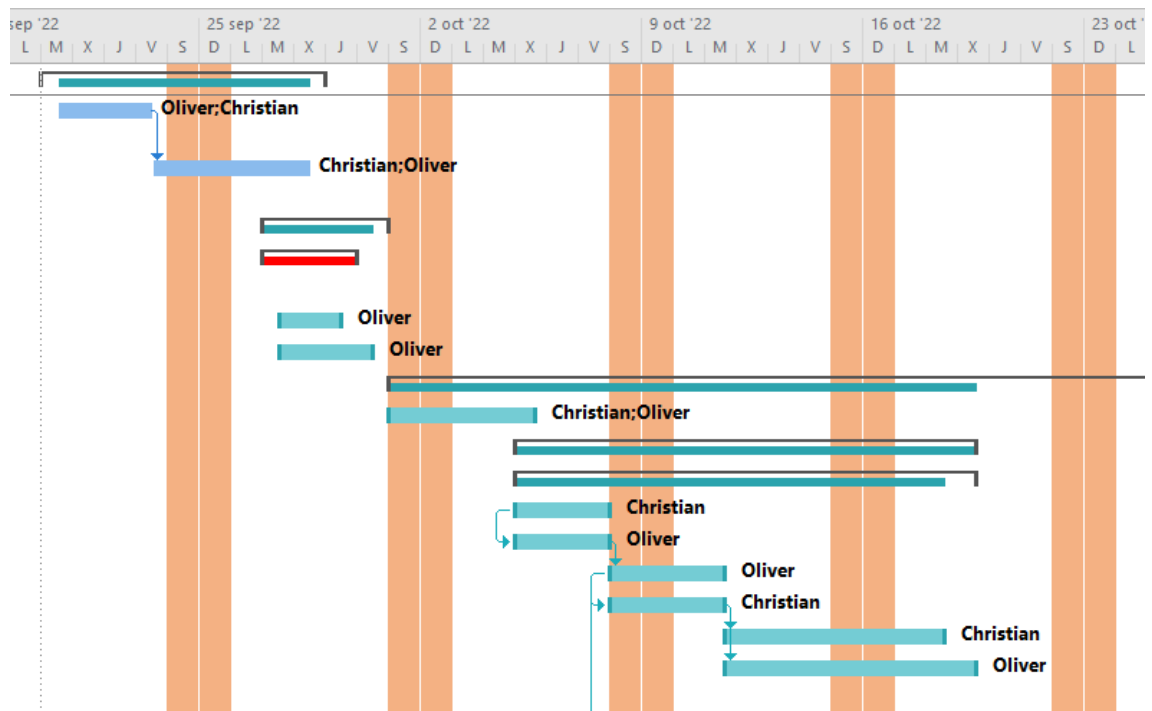 sep '22 25 sep '22 2 oct '22 9 oct '22 16 oct '22 23 oct '
L M X J V S D L M X J V S D L M X J V S D L M X J V S D L M X J V S D L
Oliver;Christian
Christian;Oliver
Oliver
Oliver
Christian;Oliver
Christian
Oliver
Oliver
Christian
Christian
Oliver